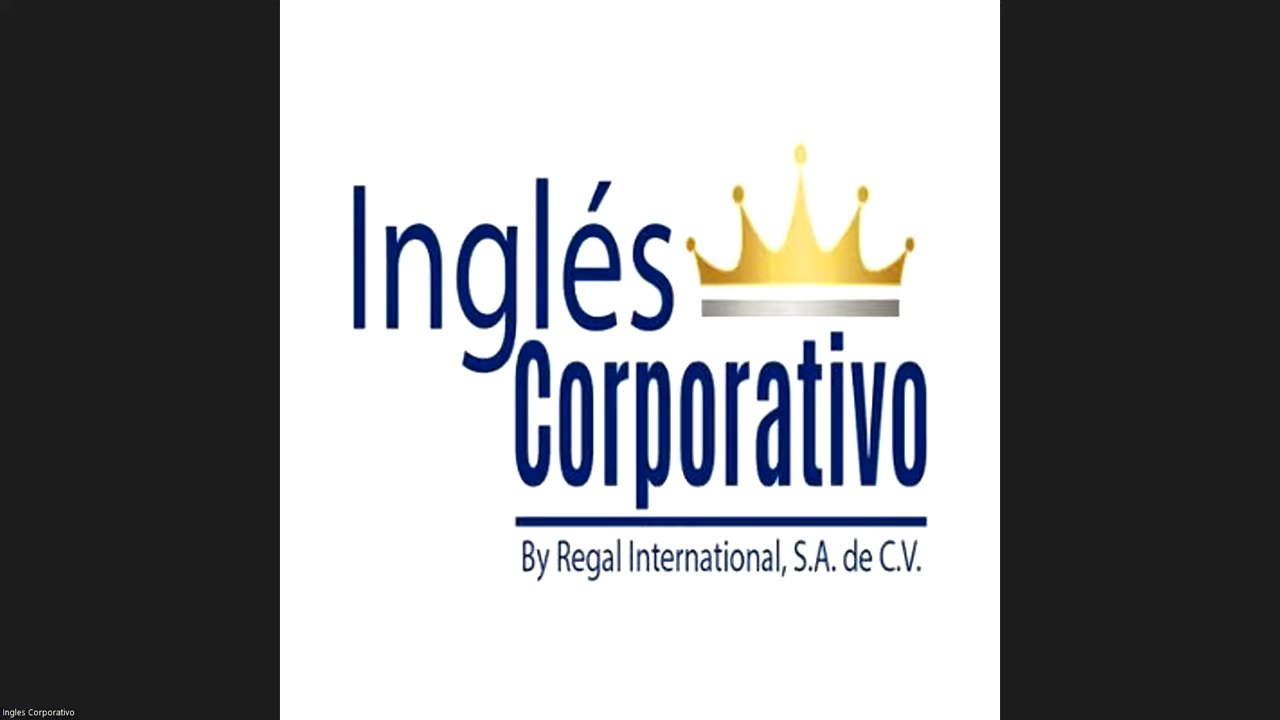 Inglés
Corporativo
By Regal International, S.A. de C.V.
Ingles Corporativo